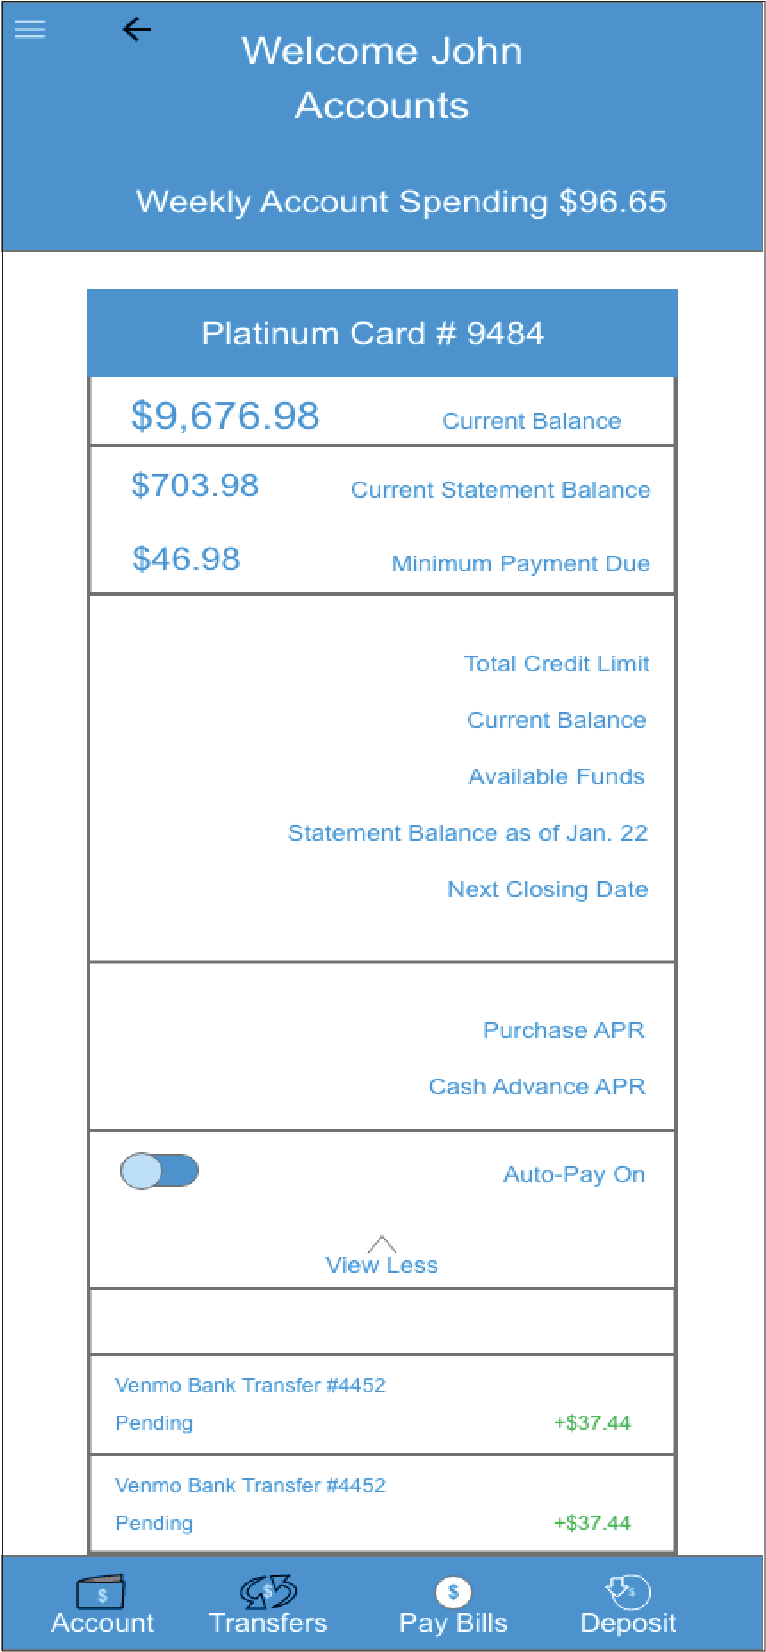 Welcome John
Accounts
Weekly Account Spending $96.65
Platinum Card # 9484
$9,676.98 Current Balance
$703.98 Current Statement Balance
$46.98 Minimum Payment Due
Total Credit Limit
Current Balance
Available Funds
Statement Balance as of Jan. 22
Next Closing Date
Purchase APR
Cash Advance APR
Auto-Pay On
View Less
Venmo Bank Transfer #4452
Pending +$37.44
Venmo Bank Transfer #4452
Pending +$37.44
$ $ $ $
Account Transfers Pay Bills Deposit